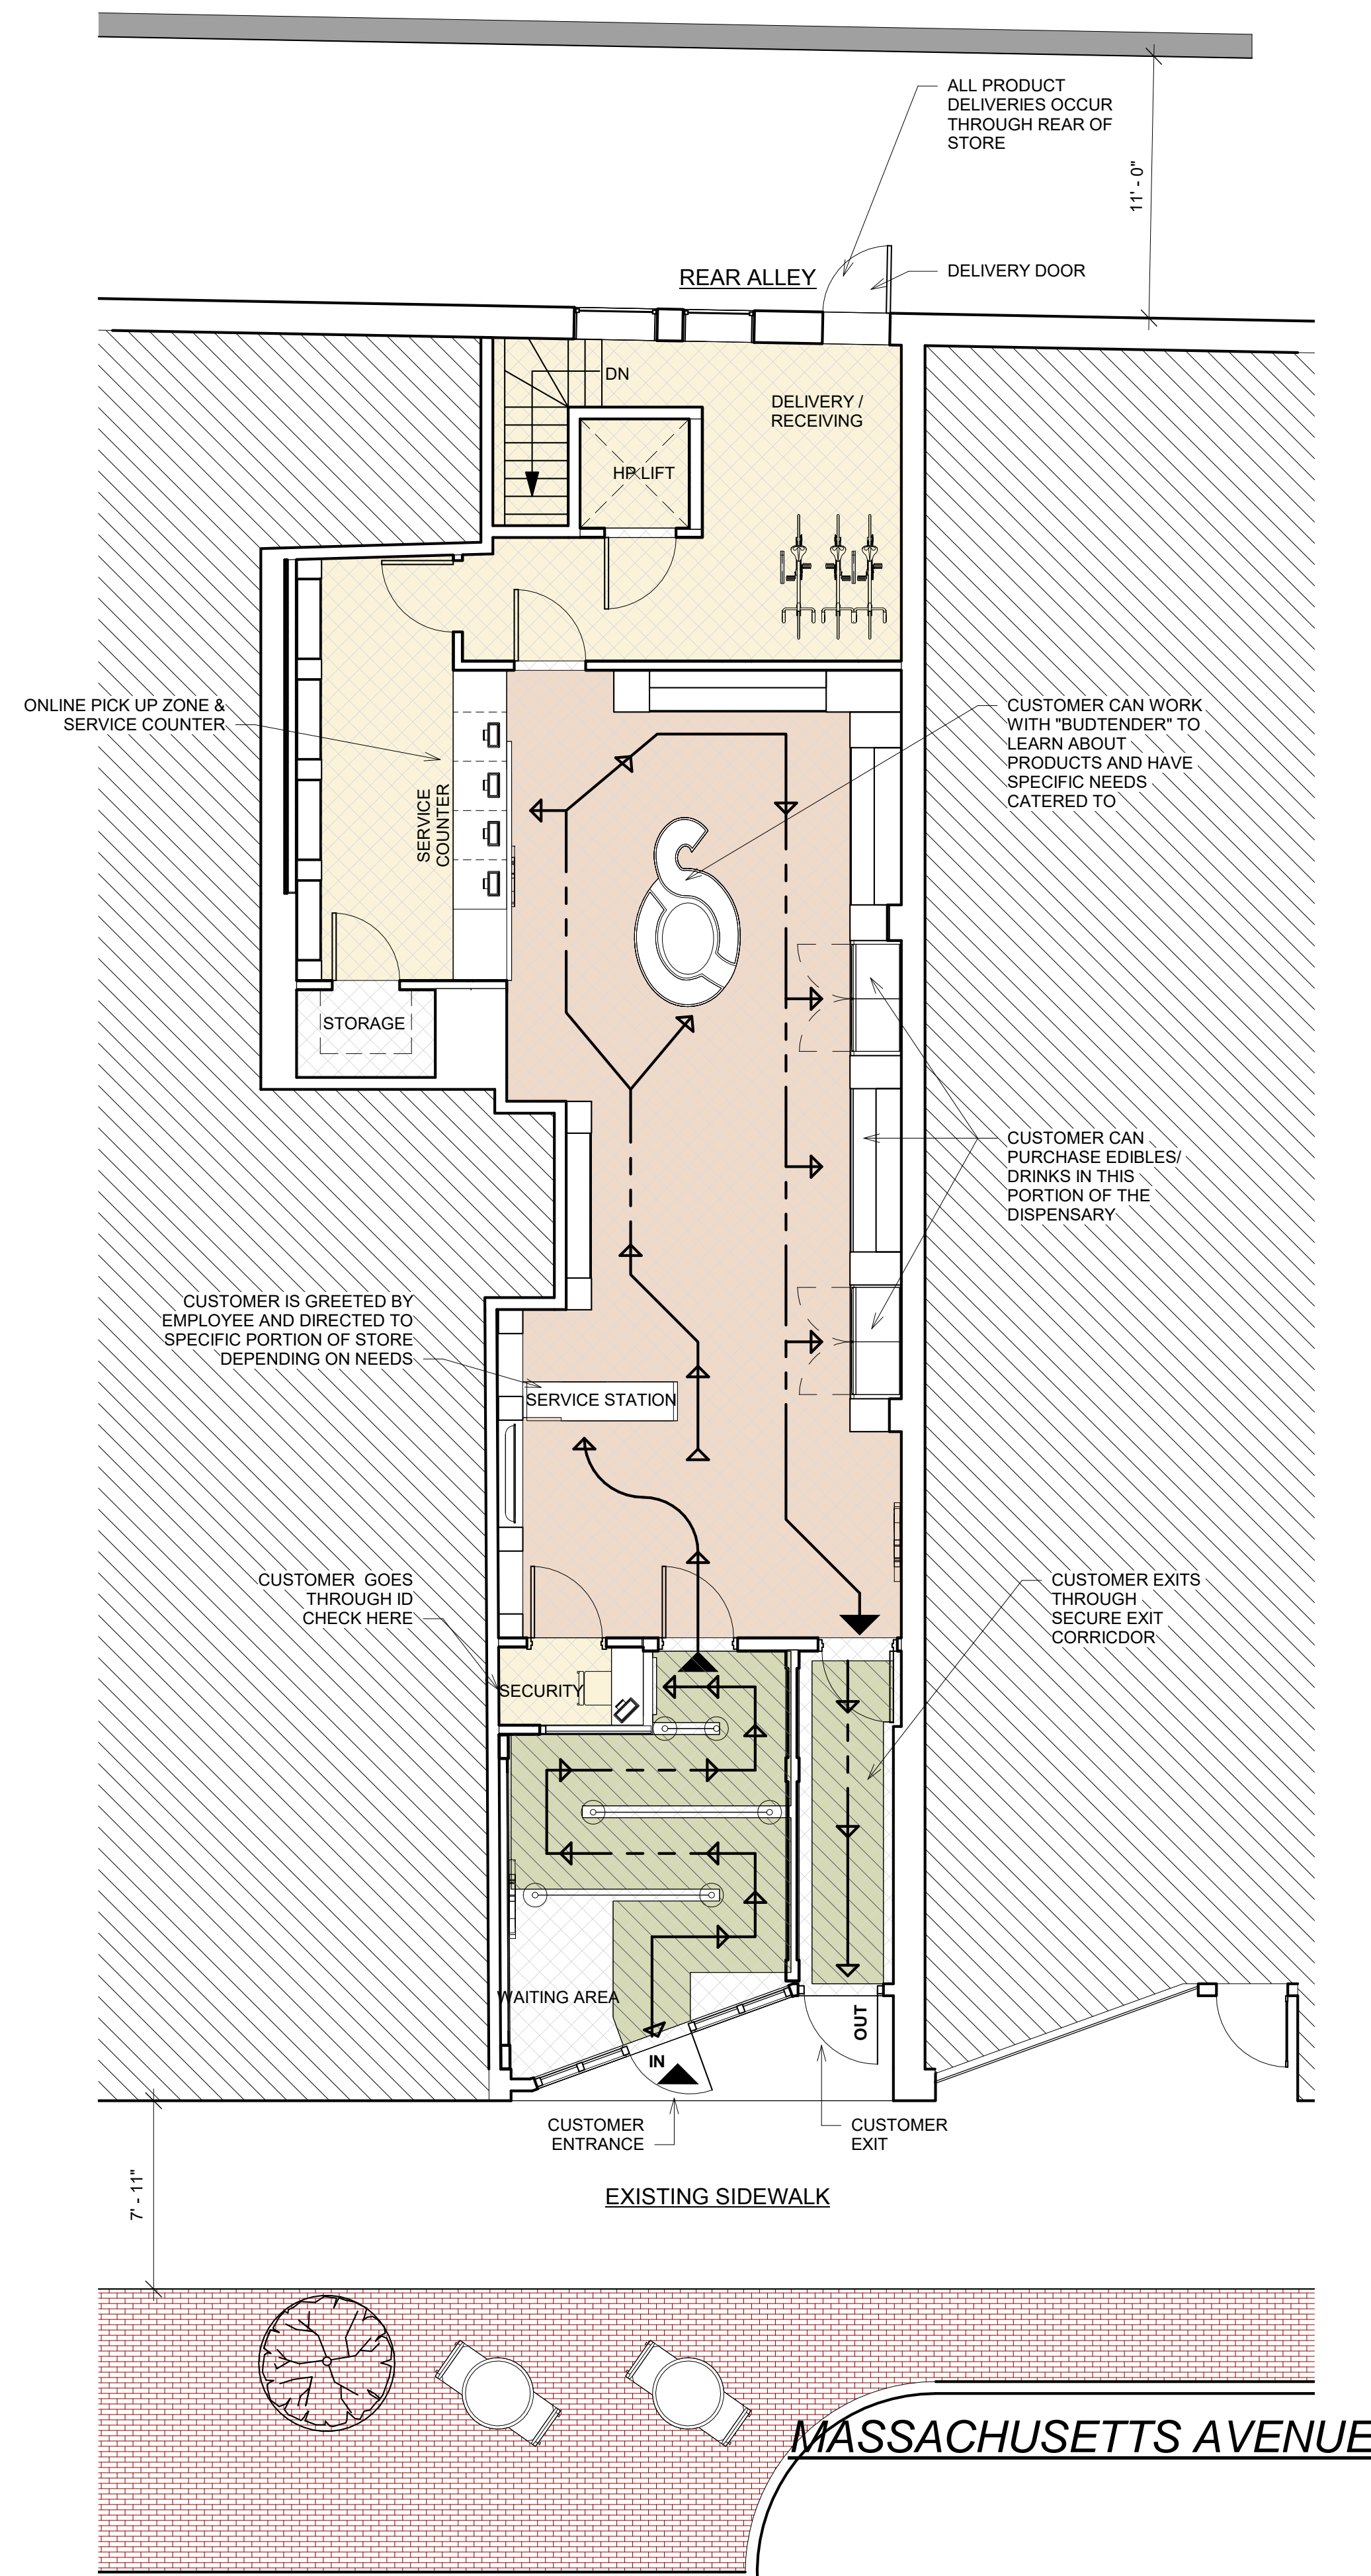 ALL PRODUCT
DELIVERIES OCCUR
THROUGH REAR OF
STORE
11' - 0"
REAR ALLEY
DELIVERY DOOR
DN
DELIVERY /
RECEIVING
HP LIFT
ONLINE PICK UP ZONE &
SERVICE COUNTER
CUSTOMER CAN WORK
WITH "BUDTENDER" TO
LEARN ABOUT
PRODUCTS AND HAVE
SPECIFIC NEEDS
CATERED TO
SERVICE
COUNTER
STORAGE
CUSTOMER CAN
PURCHASE EDIBLES/
DRINKS IN THIS
PORTION OF THE
DISPENSARY
CUSTOMER IS GREETED BY
EMPLOYEE AND DIRECTED TO
SPECIFIC PORTION OF STORE
DEPENDING ON NEEDS
SERVICE STATION
CUSTOMER GOES
THROUGH ID
CHECK HERE
CUSTOMER EXITS
THROUGH
SECURE EXIT
CORRICDOR
SECURITY
WAITING AREA
OUT
IN
CUSTOMER
ENTRANCE
CUSTOMER
EXIT
7' - 11"
EXISTING SIDEWALK
MASSACHUSETTS AVENUE